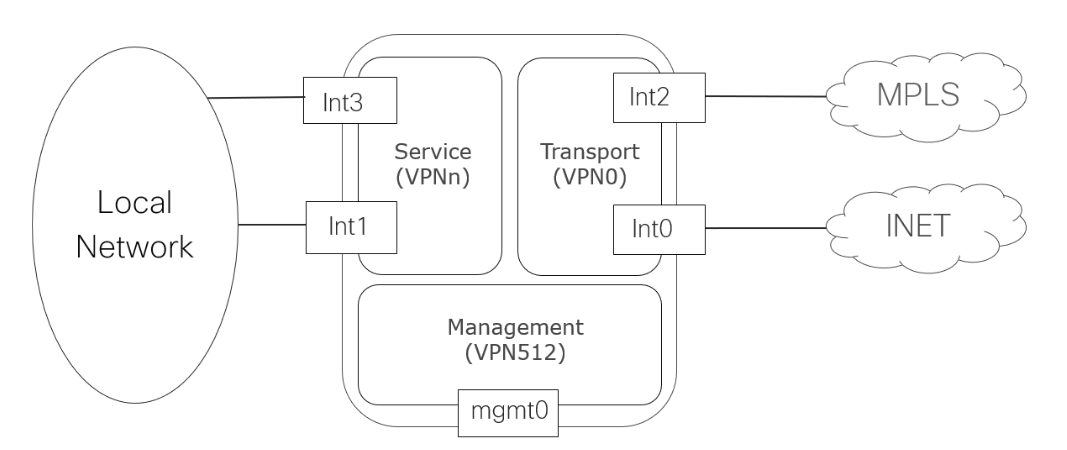 Int3
Int2
MPLS
Service
(VPNn)
Transport
(VPN0)
Local
Network
Int1
Int0
INET
Management
(VPN512)
mgmt0